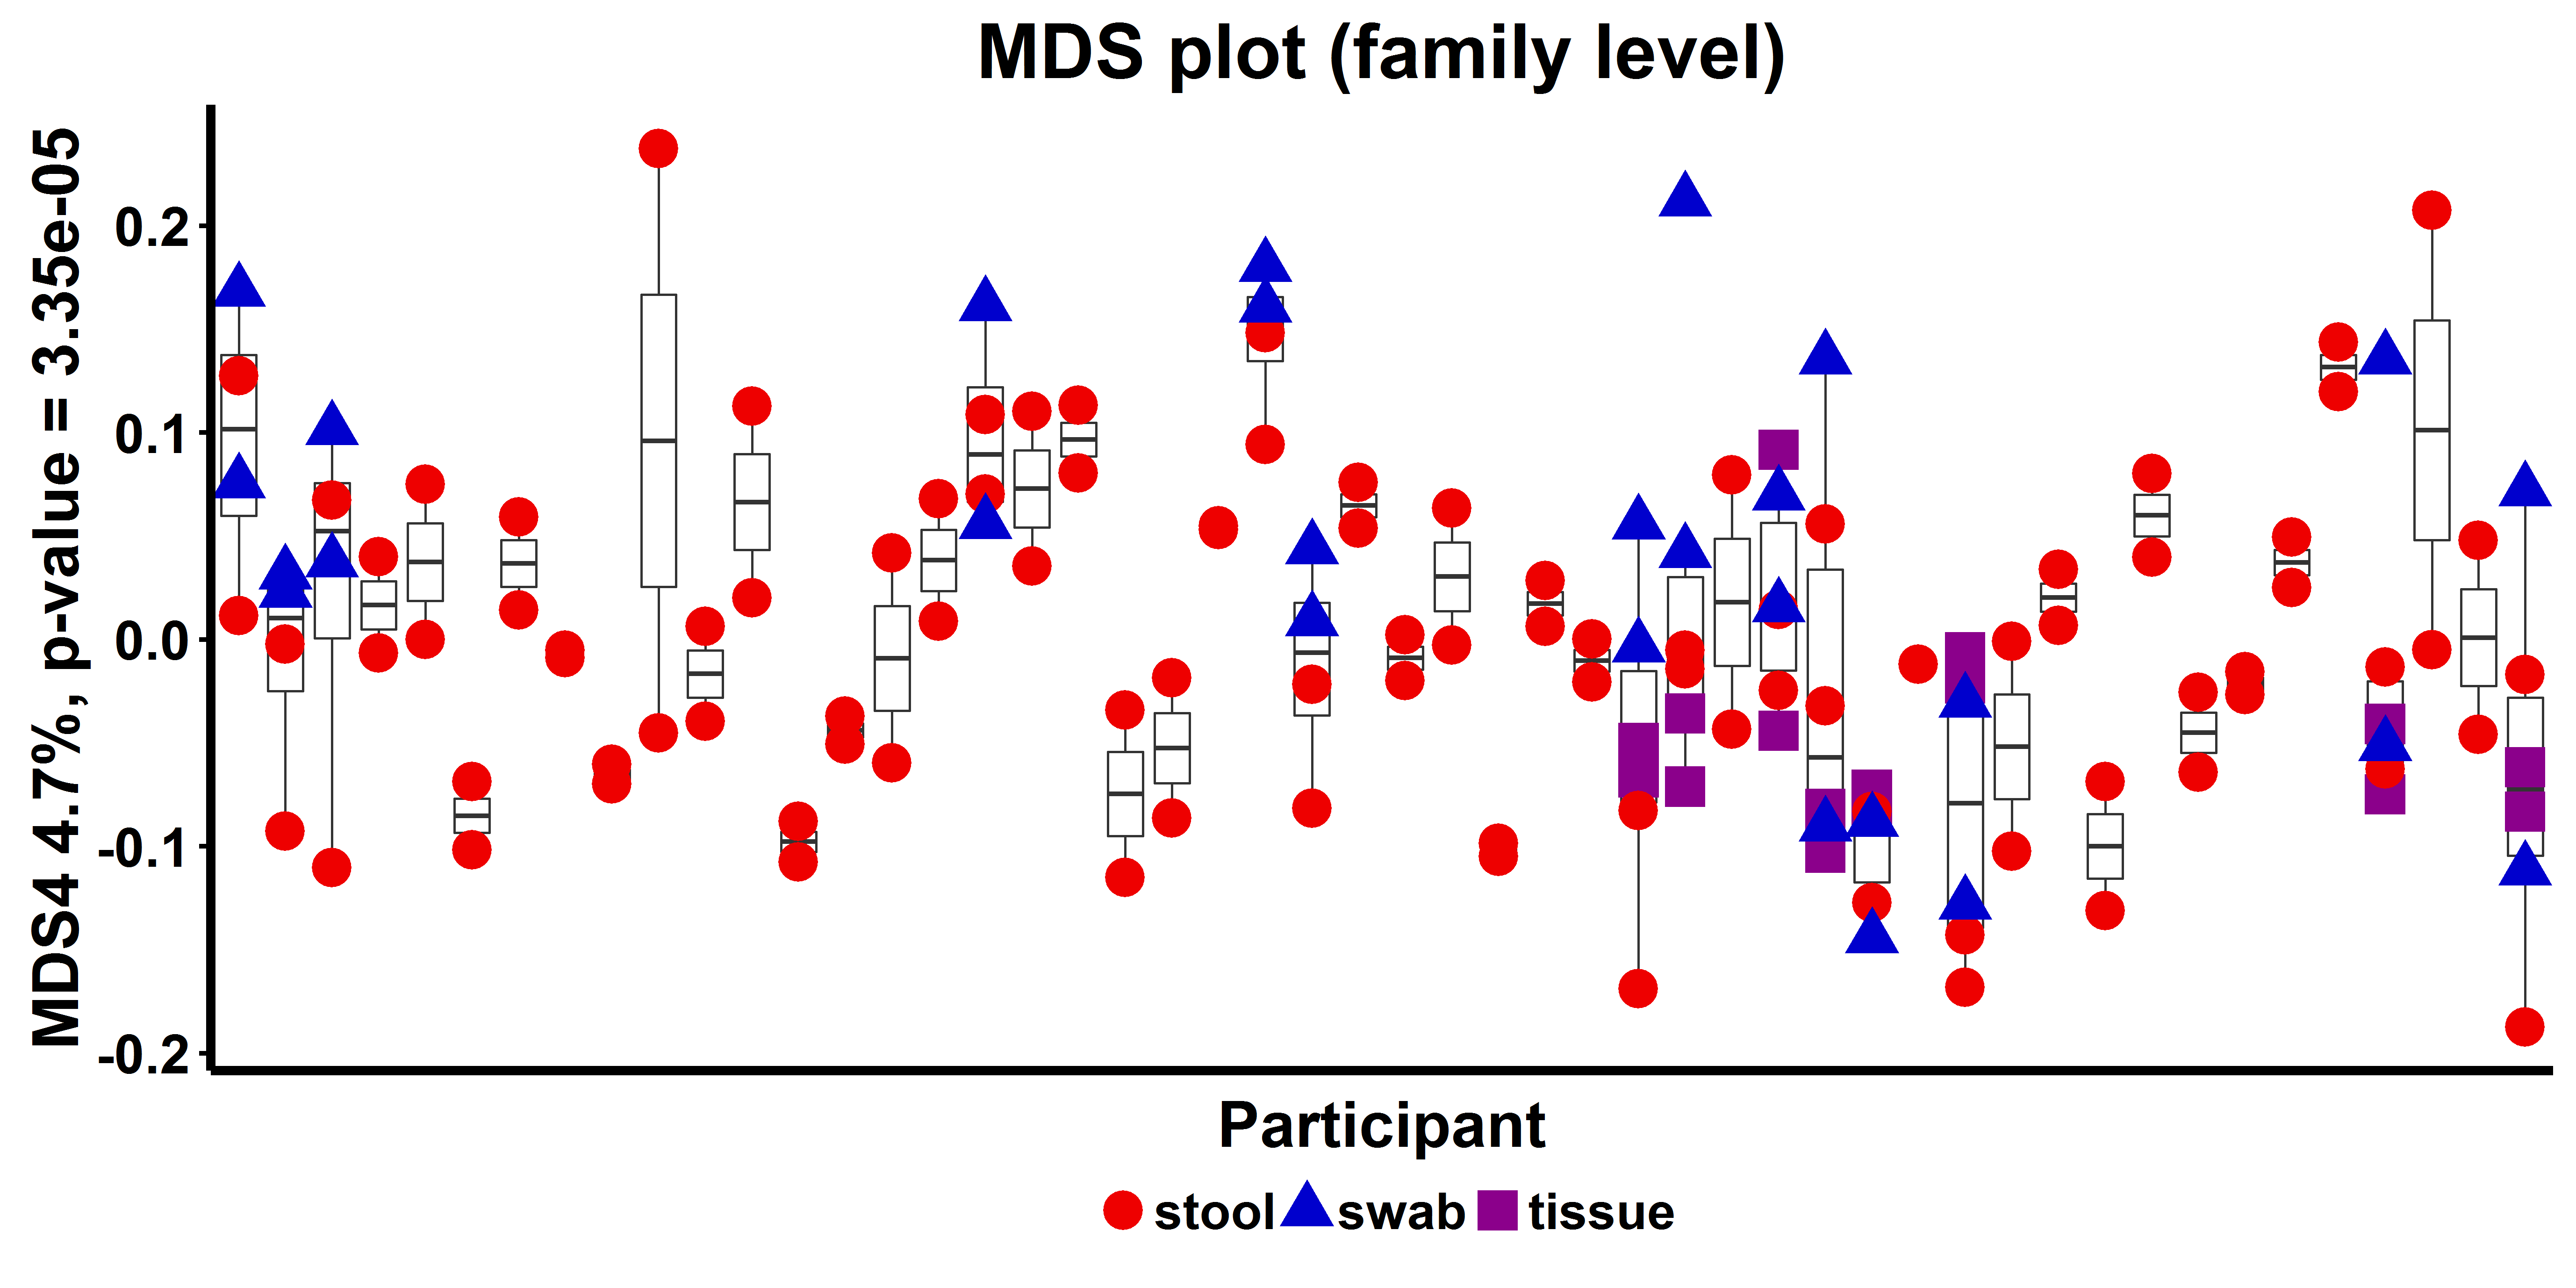 MDS plot (family level)
MDS4 4.7%, p-value = 3.35e-05
0.2
0.1
0.0
-0.1
-0.2
Participant
stool swab tissue